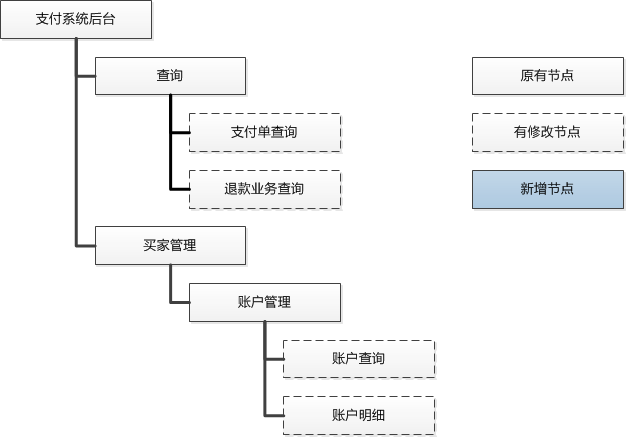 支付系统后台
查询
原有节点
支付单查询
有修改节点
退款业务查询
新增节点
买家管理
账户管理
账户查询
账户明细